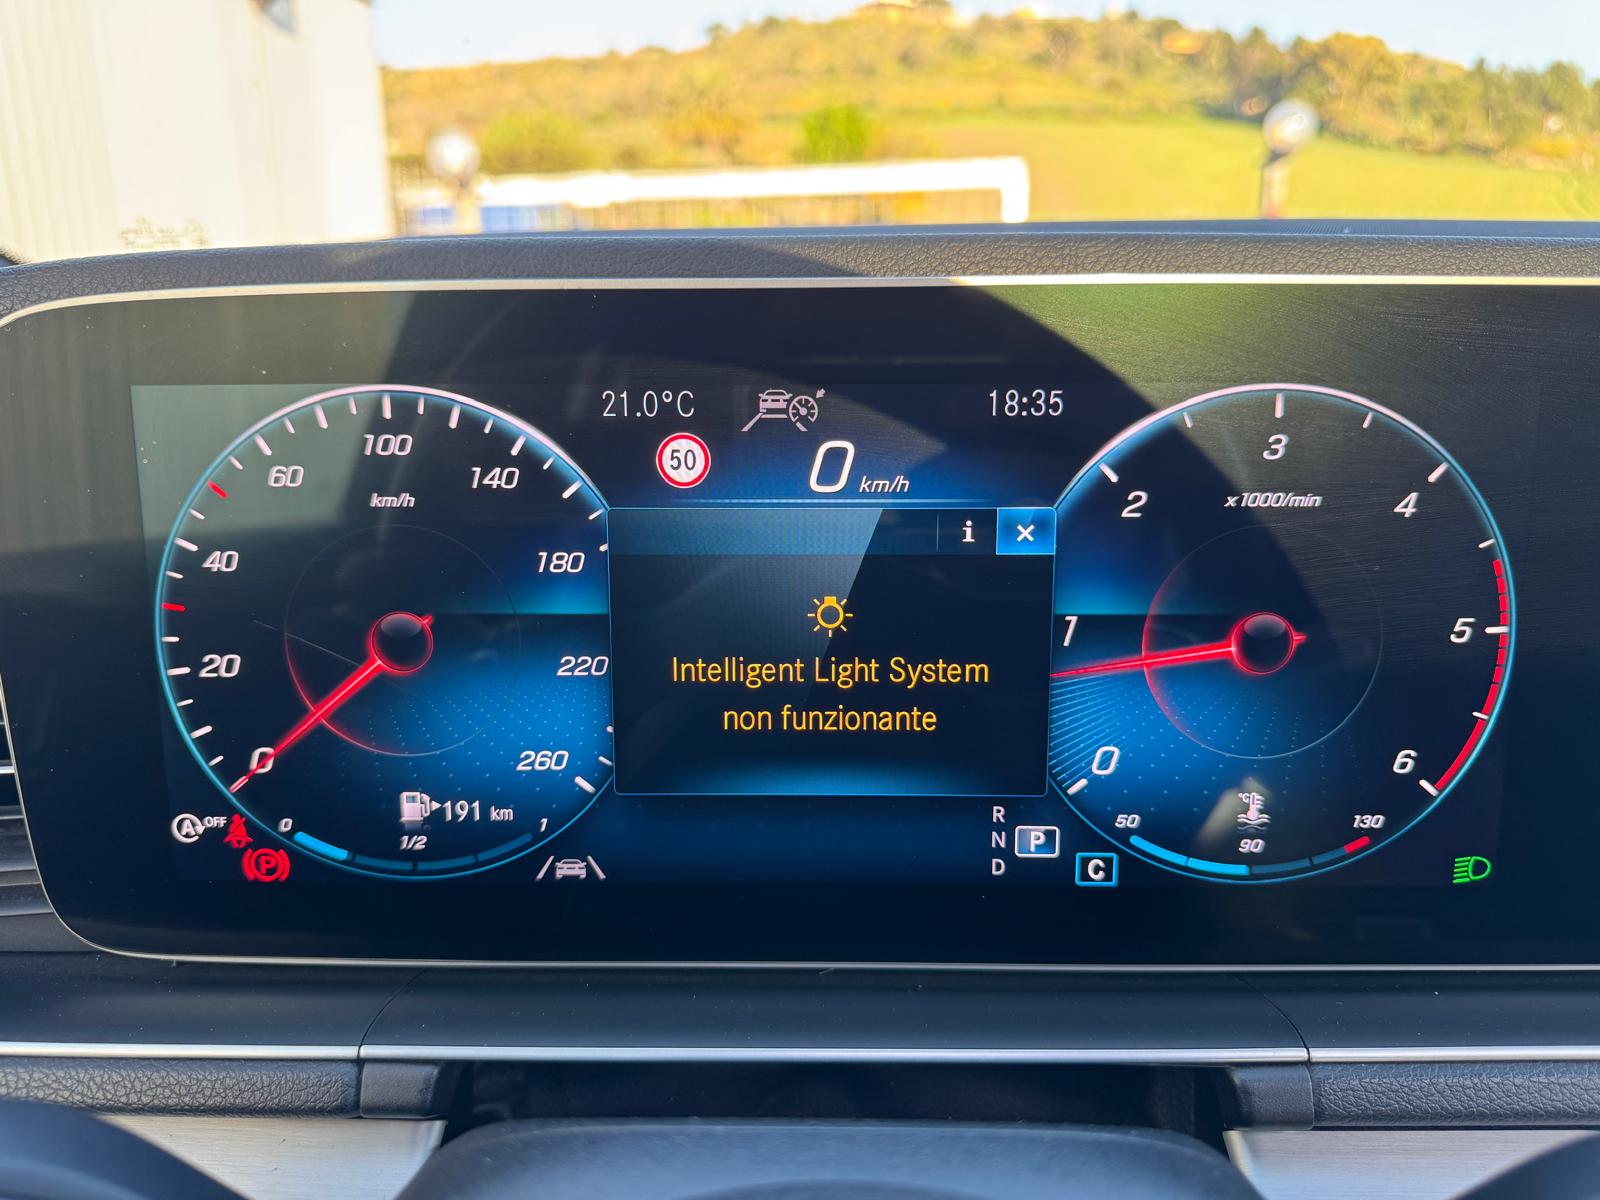 21.0°C
18:35
50
0 km/h
i ×
Intelligent Light System
non funzionante
0
20
40
60
100
140
180
220
260
km/h
191 km
0 1/2 1
A OFF
P
R
N
D
P
C
0
1
2
3
4
5
6
x1000/min
°C
50 90 130